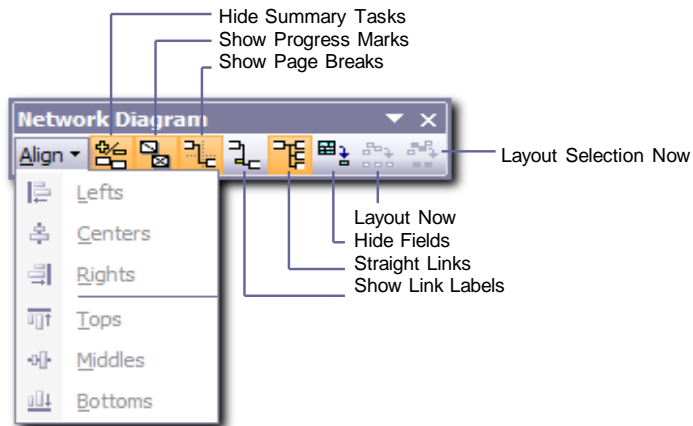 Hide Summary Tasks
Show Progress Marks
Show Page Breaks
Network Diagram
Align
Layout Selection Now
Lefts
Centers
Rights
Tops
Middles
Bottoms
Layout Now
Hide Fields
Straight Links
Show Link Labels